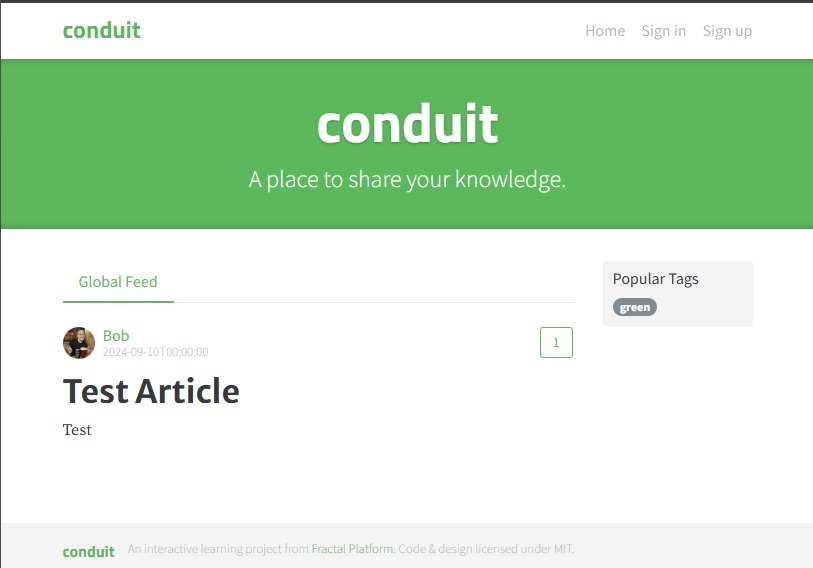 conduit
Home Sign in Sign up
conduit
A place to share your knowledge.
Global Feed
Popular Tags
green
Bob
2024-09-10T00:00:00
1
Test Article
Test
conduit An interactive learning project from Fractal Platform. Code & design licensed under MIT.